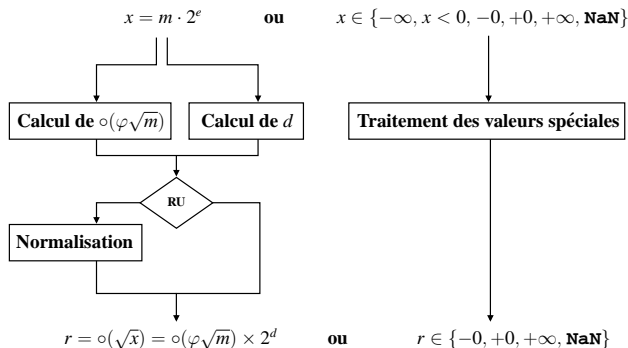 x = m · 2^e ou x ∈ {−∞, x < 0, −0, +0, +∞, NaN}
Calcul de ∘(φ√m) Calcul de d Traitement des valeurs spéciales
RU
Normalisation
r = ∘(√x) = ∘(φ√m) × 2^d ou r ∈ {−0, +0, +∞, NaN}